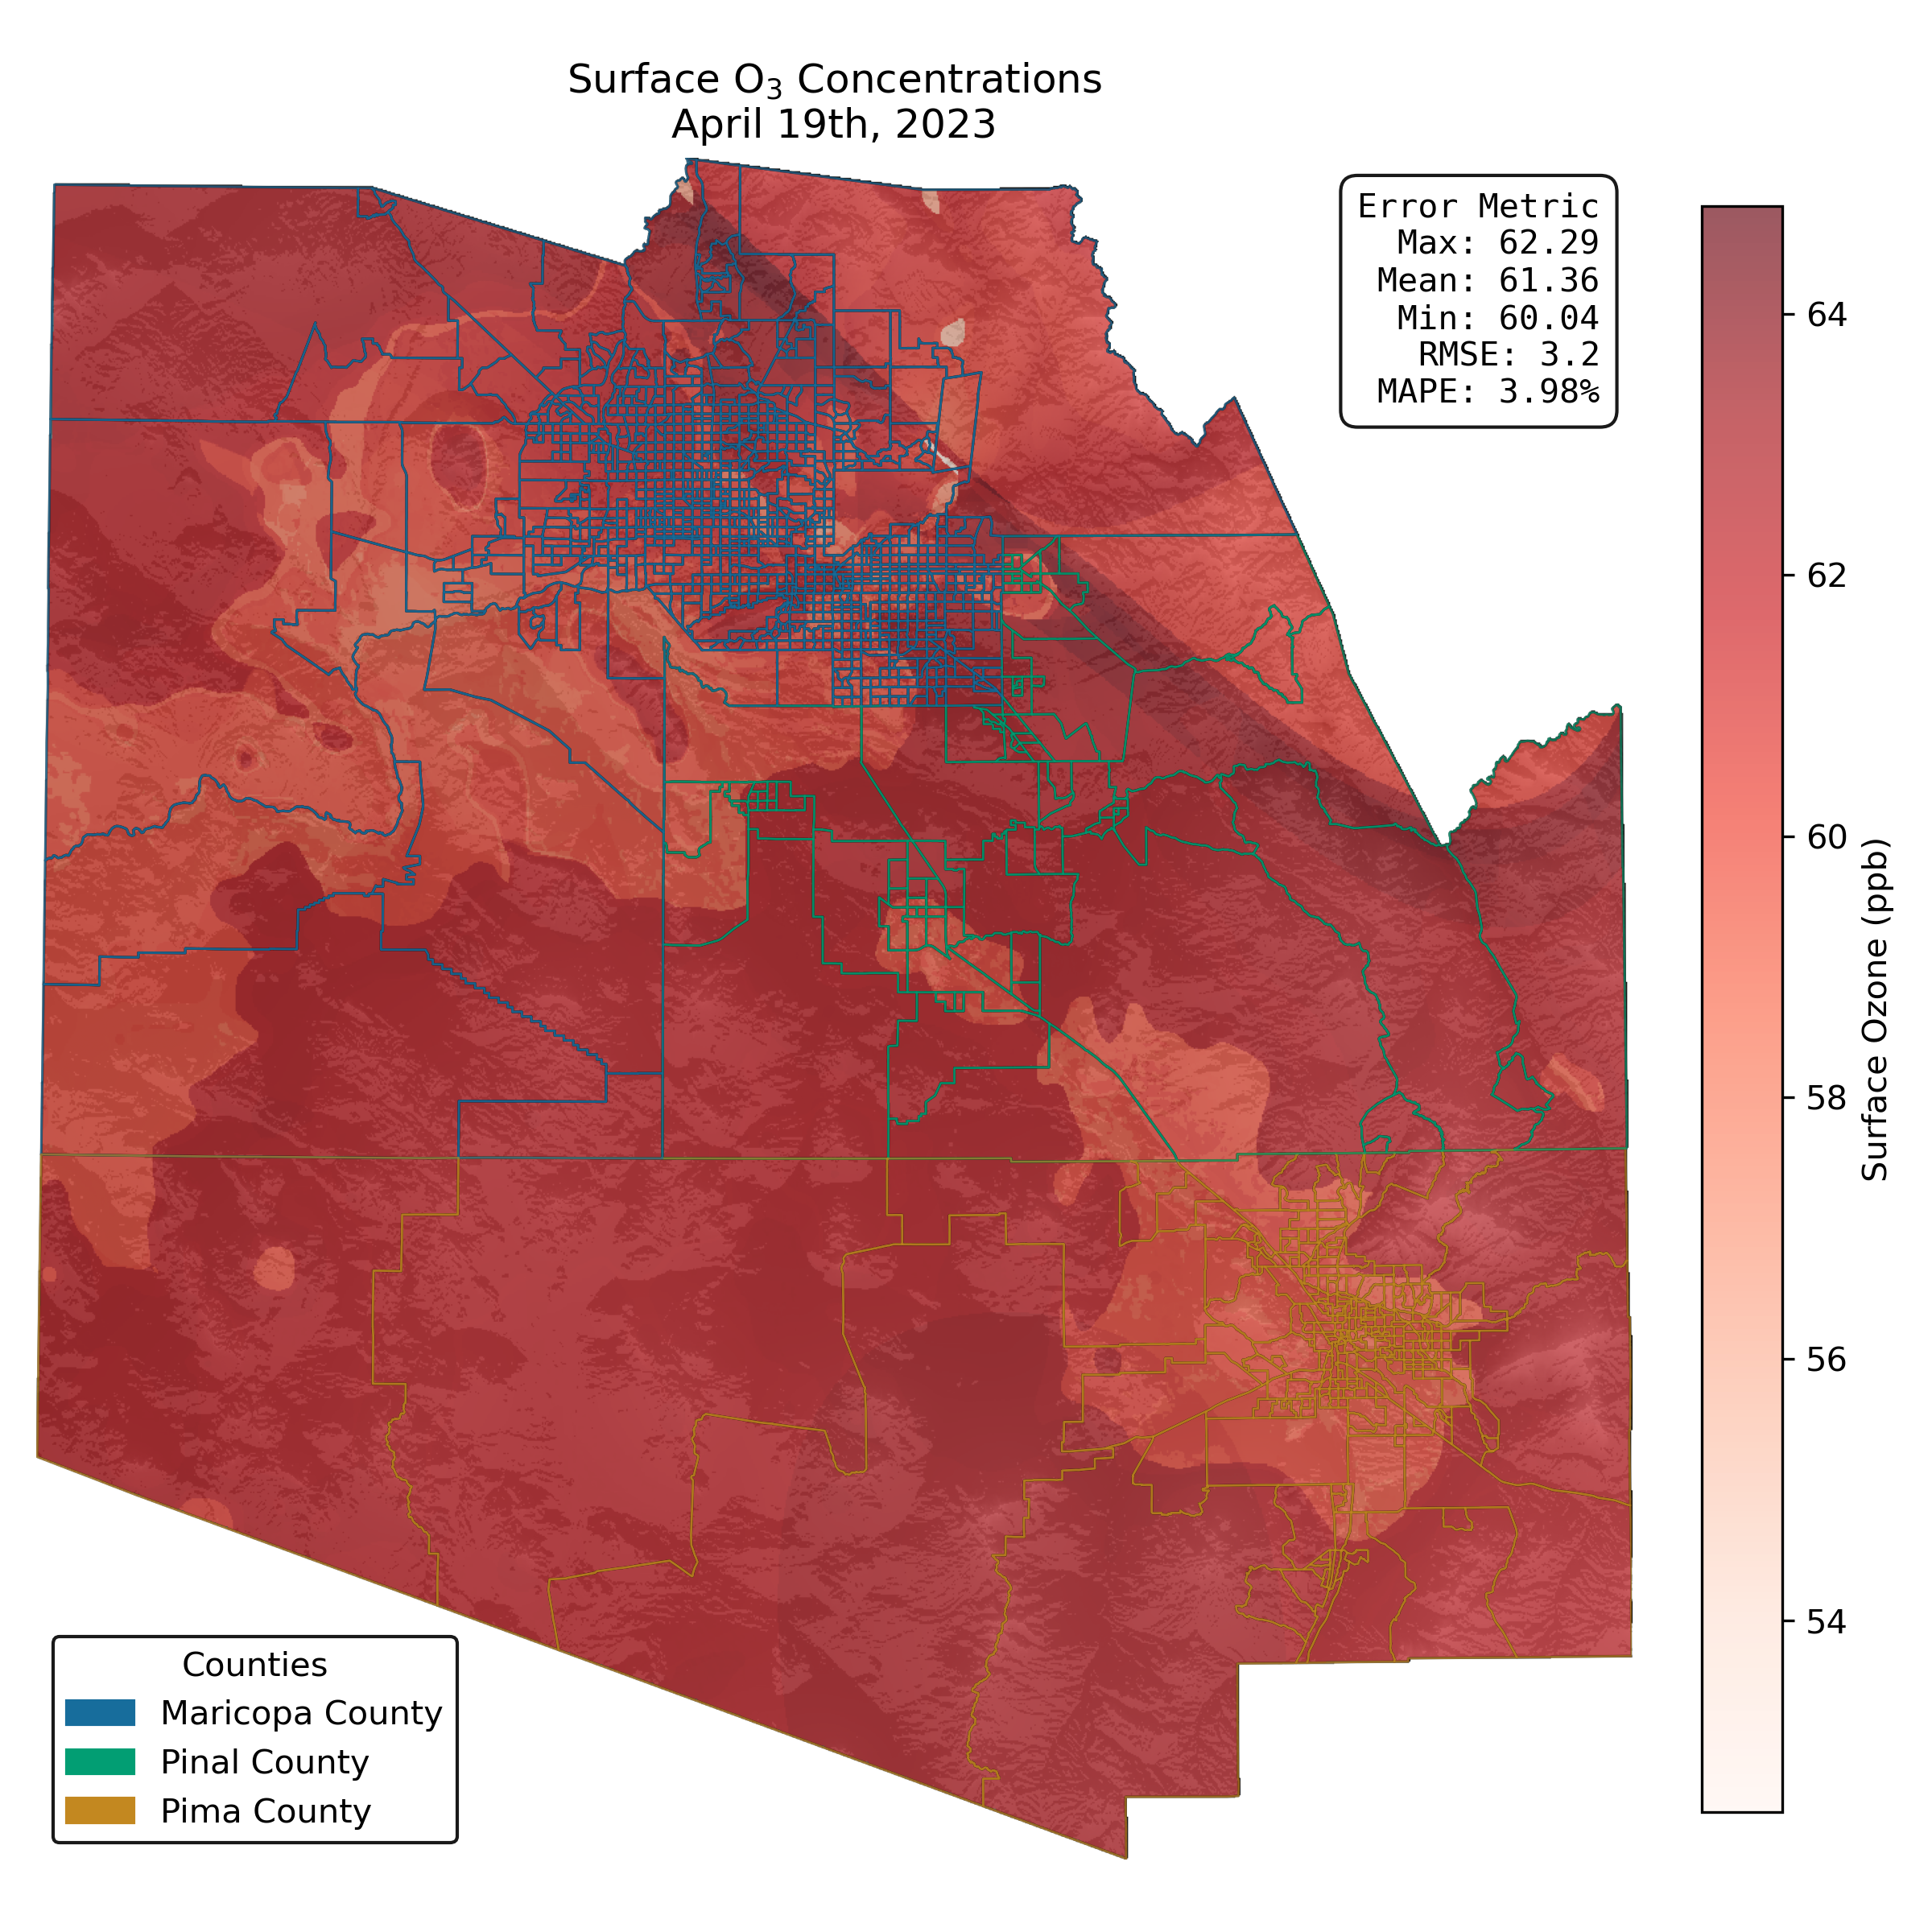 Surface O₃ Concentrations
April 19th, 2023
Error Metric
Max: 62.29
Mean: 61.36
Min: 60.04
RMSE: 3.2
MAPE: 3.98%
64
62
60
58
56
54
Surface Ozone (ppb)
Counties
Maricopa County
Pinal County
Pima County